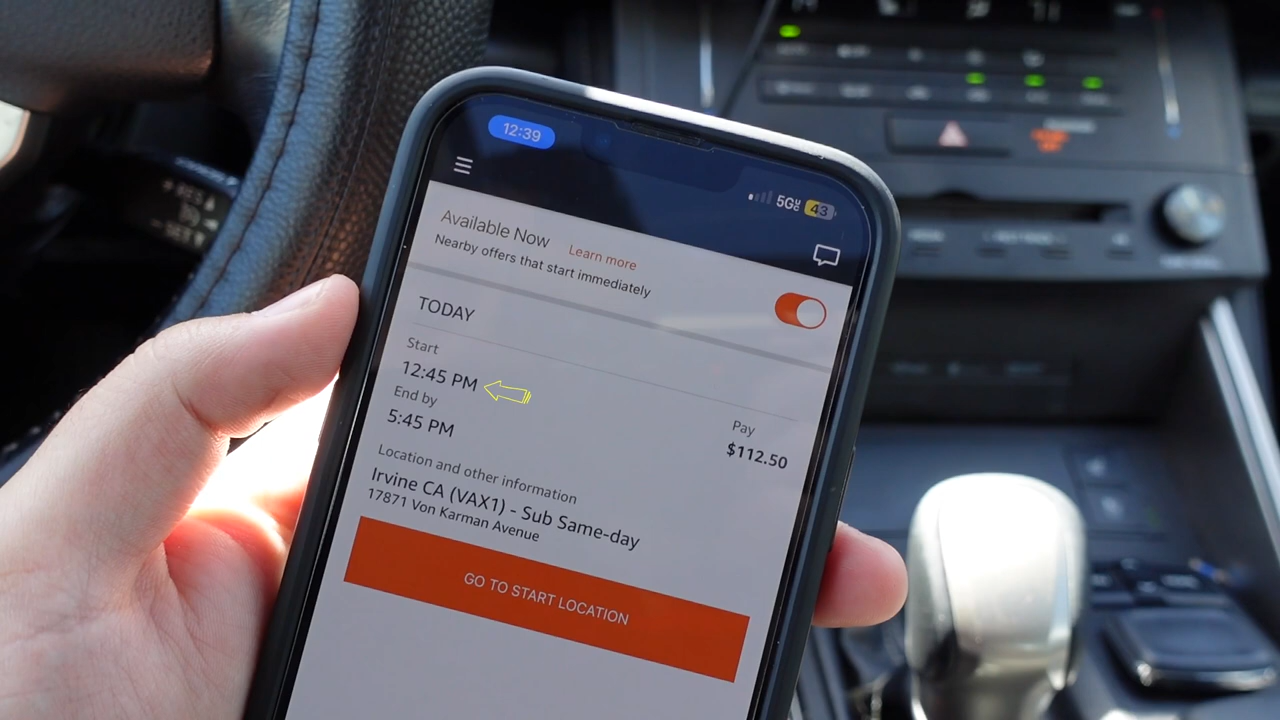 12:39
5GUC 43
Available Now Learn more
Nearby offers that start immediately
TODAY
Start
12:45 PM
End by
5:45 PM
Pay
$112.50
Location and other information
Irvine CA (VAX1) - Sub Same-day
17871 Von Karman Avenue
GO TO START LOCATION